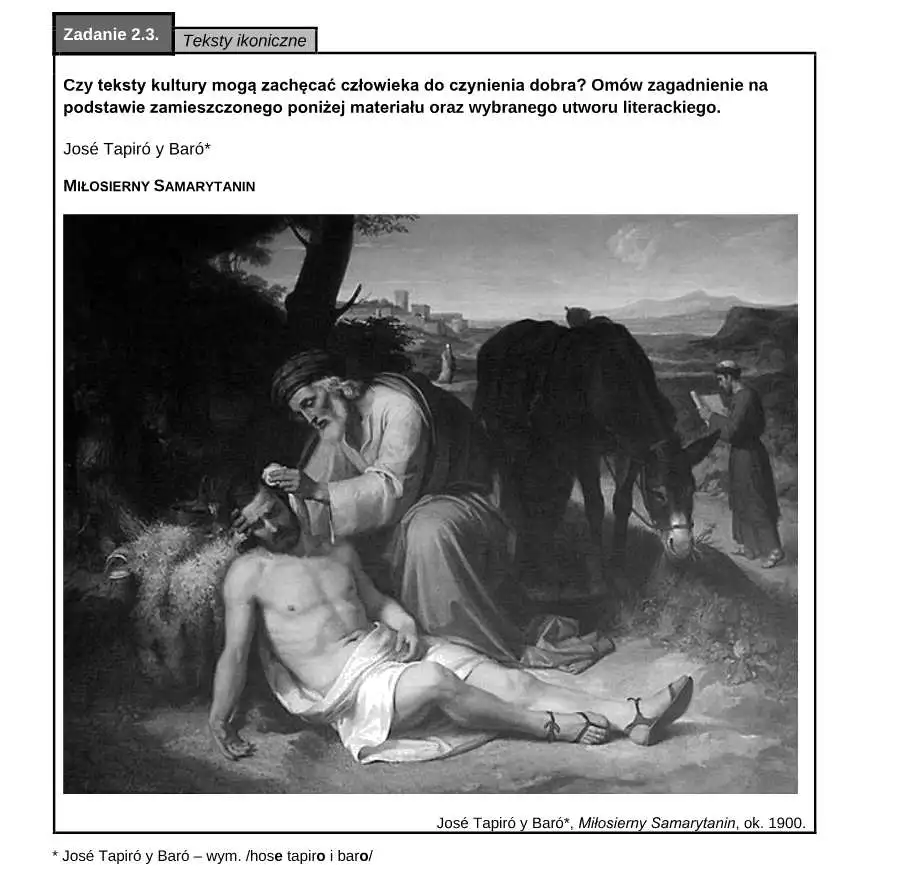 Zadanie 2.3.
Teksty ikoniczne
Czy teksty kultury mogą zachęcać człowieka do czynienia dobra? Omów zagadnienie na
podstawie zamieszczonego poniżej materiału oraz wybranego utworu literackiego.
José Tapiró y Baró*
MIŁOSIERNY SAMARYTANIN
José Tapiró y Baró*, Miłosierny Samarytanin, ok. 1900.
* José Tapiró y Baró – wym. /hose tapiro i baro/